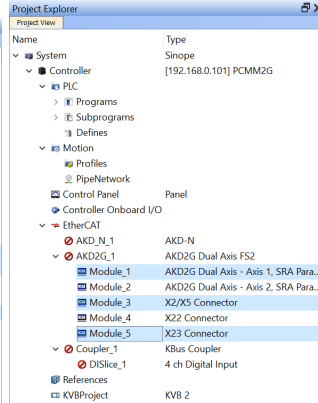 Project Explorer
Project View
Name Type
System Sinope
Controller [192.168.0.101] PCMM2G
PLC
Programs
Subprograms
Defines
Motion
Profiles
PipeNetwork
Control Panel Panel
Controller Onboard I/O
EtherCAT
AKD_N_1 AKD-N
AKD2G_1 AKD2G Dual Axis FS2
Module_1 AKD2G Dual Axis - Axis 1, SRA Para...
Module_2 AKD2G Dual Axis - Axis 2, SRA Para...
Module_3 X2/X5 Connector
Module_4 X22 Connector
Module_5 X23 Connector
Coupler_1 KBus Coupler
DISlice_1 4 ch Digital Input
References
KVBProject KVB 2